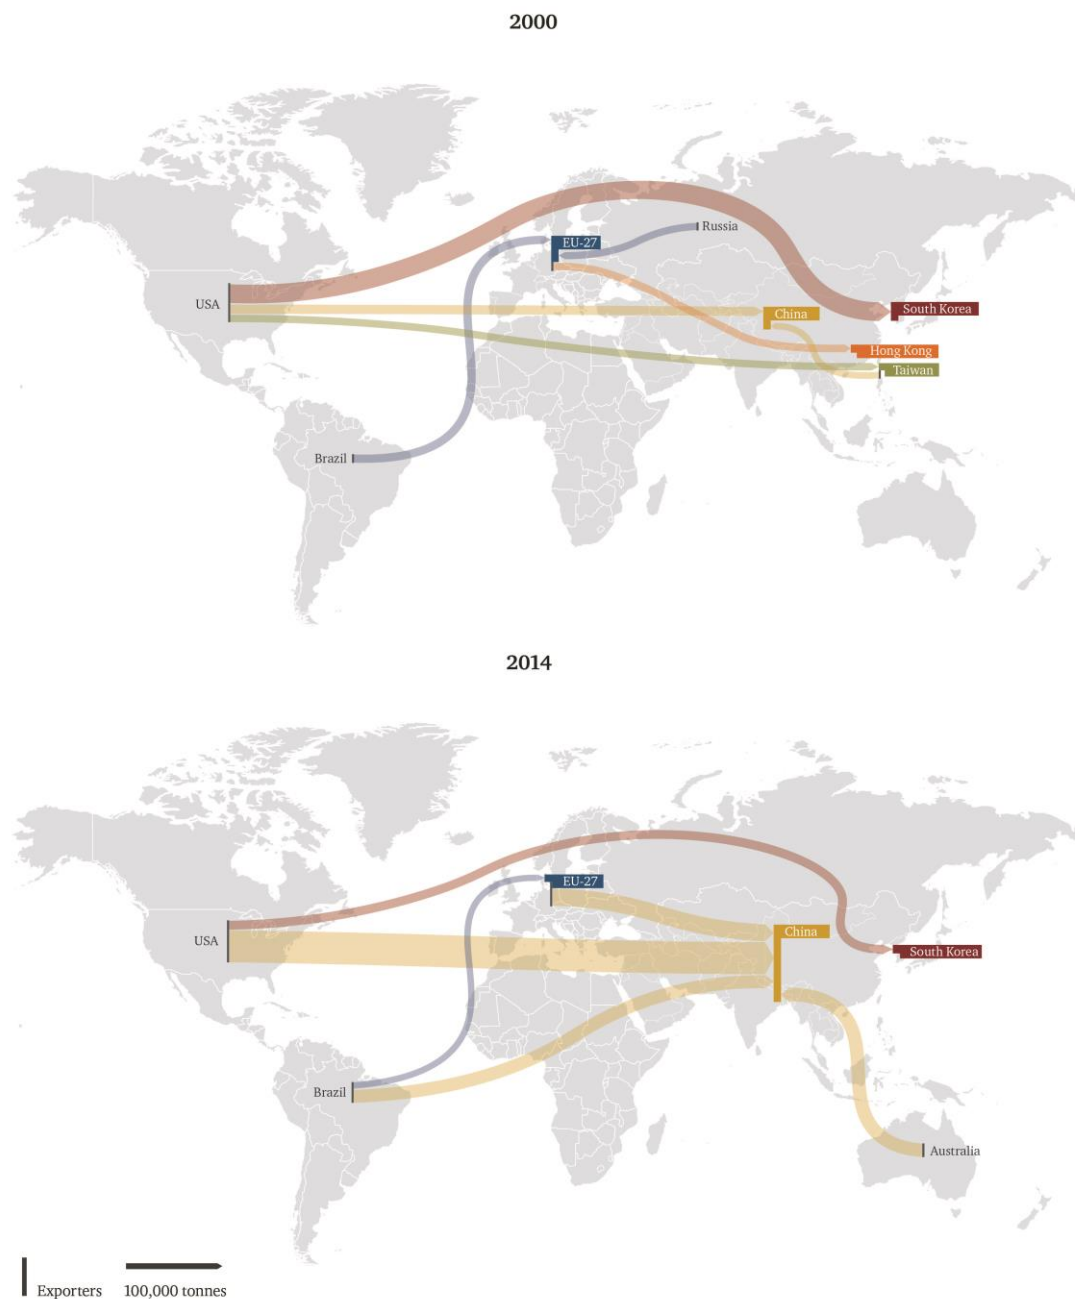 2000
Russia
EU-27
USA
South Korea
China
Hong Kong
Taiwan
Brazil
2014
EU-27
China
USA
South Korea
Brazil
Australia
Exporters
100,000 tonnes